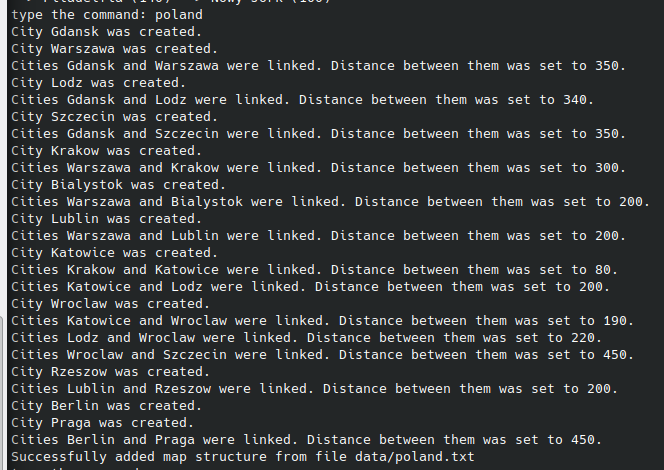 type the command: poland
City Gdansk was created.
City Warszawa was created.
Cities Gdansk and Warszawa were linked. Distance between them was set to 350.
City Lodz was created.
Cities Gdansk and Lodz were linked. Distance between them was set to 340.
City Szczecin was created.
Cities Gdansk and Szczecin were linked. Distance between them was set to 350.
City Krakow was created.
Cities Warszawa and Krakow were linked. Distance between them was set to 300.
City Bialystok was created.
Cities Warszawa and Bialystok were linked. Distance between them was set to 200.
City Lublin was created.
Cities Warszawa and Lublin were linked. Distance between them was set to 200.
City Katowice was created.
Cities Krakow and Katowice were linked. Distance between them was set to 80.
Cities Katowice and Lodz were linked. Distance between them was set to 200.
City Wroclaw was created.
Cities Katowice and Wroclaw were linked. Distance between them was set to 190.
Cities Lodz and Wroclaw were linked. Distance between them was set to 220.
Cities Wroclaw and Szczecin were linked. Distance between them was set to 450.
City Rzeszow was created.
Cities Lublin and Rzeszow were linked. Distance between them was set to 200.
City Berlin was created.
City Praga was created.
Cities Berlin and Praga were linked. Distance between them was set to 450.
Successfully added map structure from file data/poland.txt